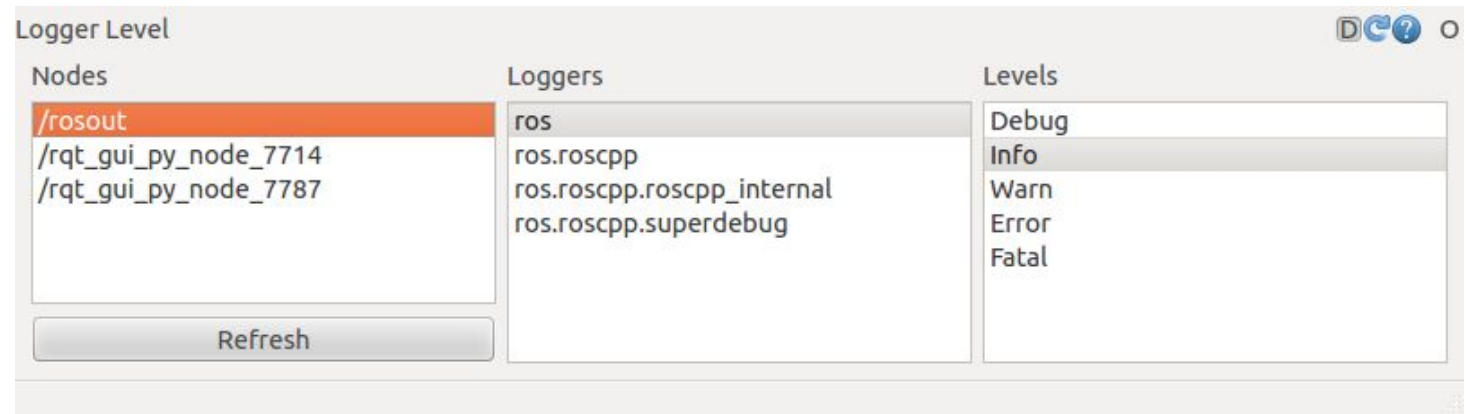 Logger Level
D ? O
Nodes
/rosout
/rqt_gui_py_node_7714
/rqt_gui_py_node_7787
Refresh
Loggers
ros
ros.roscpp
ros.roscpp.roscpp_internal
ros.roscpp.superdebug
Levels
Debug
Info
Warn
Error
Fatal